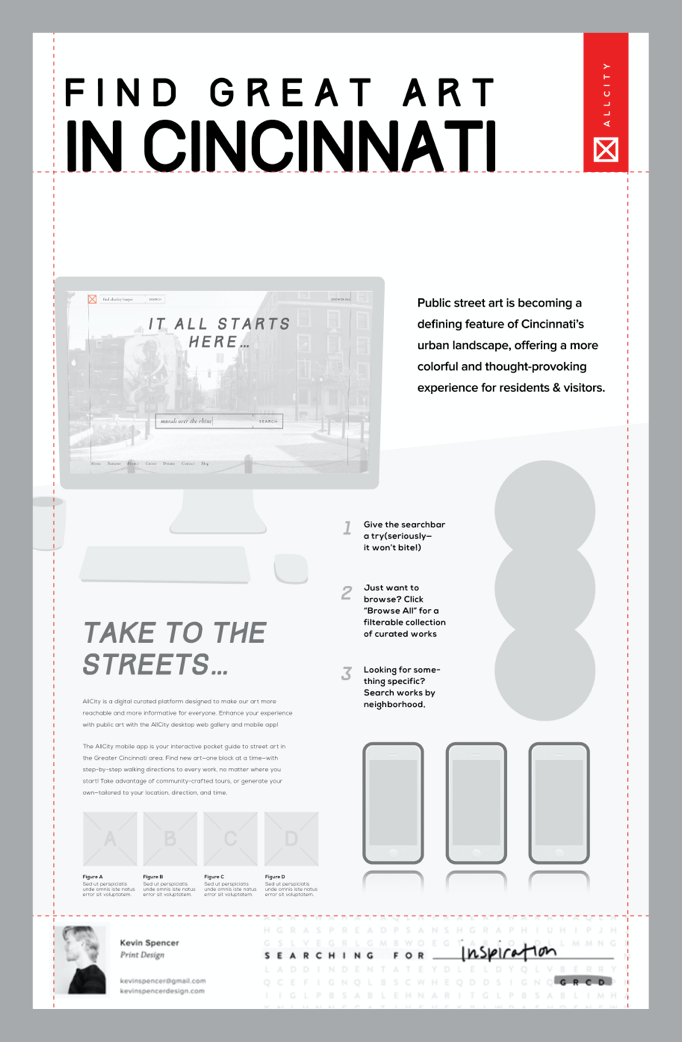 FIND GREAT ART
IN CINCINNATI
ALLCITY
IT ALL STARTS
HERE…
murals over the rhine
SEARCH
Public street art is becoming a
defining feature of Cincinnati's
urban landscape, offering a more
colorful and thought-provoking
experience for residents & visitors.
1
Give the searchbar
a try(seriously—
it won't bite!)
2
Just want to
browse? Click
"Browse All" for a
filterable collection
of curated works
3
Looking for some-
thing specific?
Search works by
neighborhood.
TAKE TO THE
STREETS…
AllCity is a digital curated platform designed to make our art more
reachable and more informative for everyone. Enhance your experience
with public art with the AllCity desktop web gallery and mobile app!
The AllCity mobile app is your interactive pocket guide to street art in
the Greater Cincinnati area. Find new art—one block at a time—with
step-by-step walking directions to every work, no matter where you
start! Take advantage of community-crafted tours, or generate your
own—tailored to your location, direction, and time.
A B C D
Figure A
Sed ut perspiciatis
unde omnis iste natus
error sit voluptatem.
Figure B
Sed ut perspiciatis
unde omnis iste natus
error sit voluptatem.
Figure C
Sed ut perspiciatis
unde omnis iste natus
error sit voluptatem.
Figure D
Sed ut perspiciatis
unde omnis iste natus
error sit voluptatem.
Kevin Spencer
Print Design
kevinspencer@gmail.com
kevinspencerdesign.com
SEARCHING FOR inspiration
GRCD